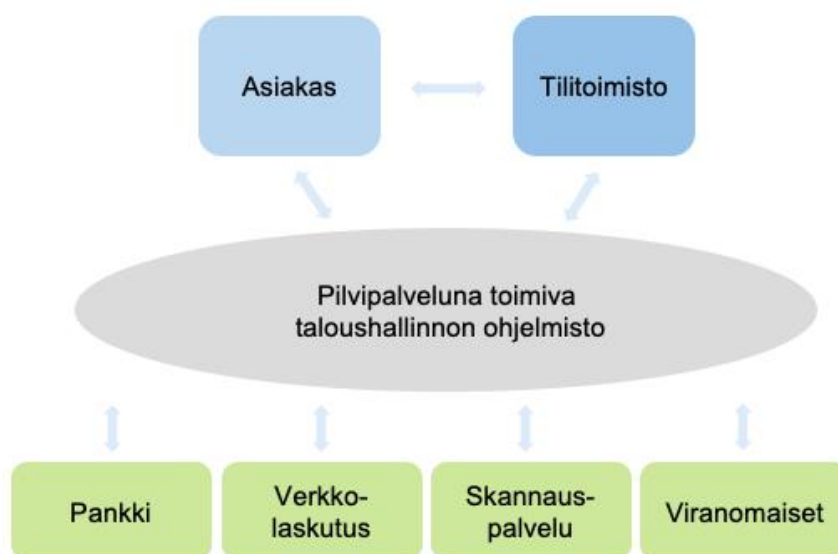 Asiakas
Tilitoimisto
Pilvipalveluna toimiva
taloushallinnon ohjelmisto
Pankki
Verkko-
laskutus
Skannaus-
palvelu
Viranomaiset